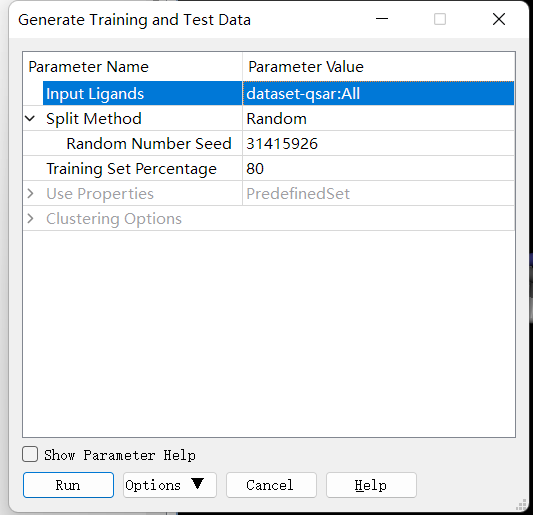 Generate Training and Test Data
Parameter Name Parameter Value
Input Ligands dataset-qsar:All
Split Method Random
Random Number Seed 31415926
Training Set Percentage 80
Use Properties PredefinedSet
Clustering Options
Show Parameter Help
Run Options ▼ Cancel Help